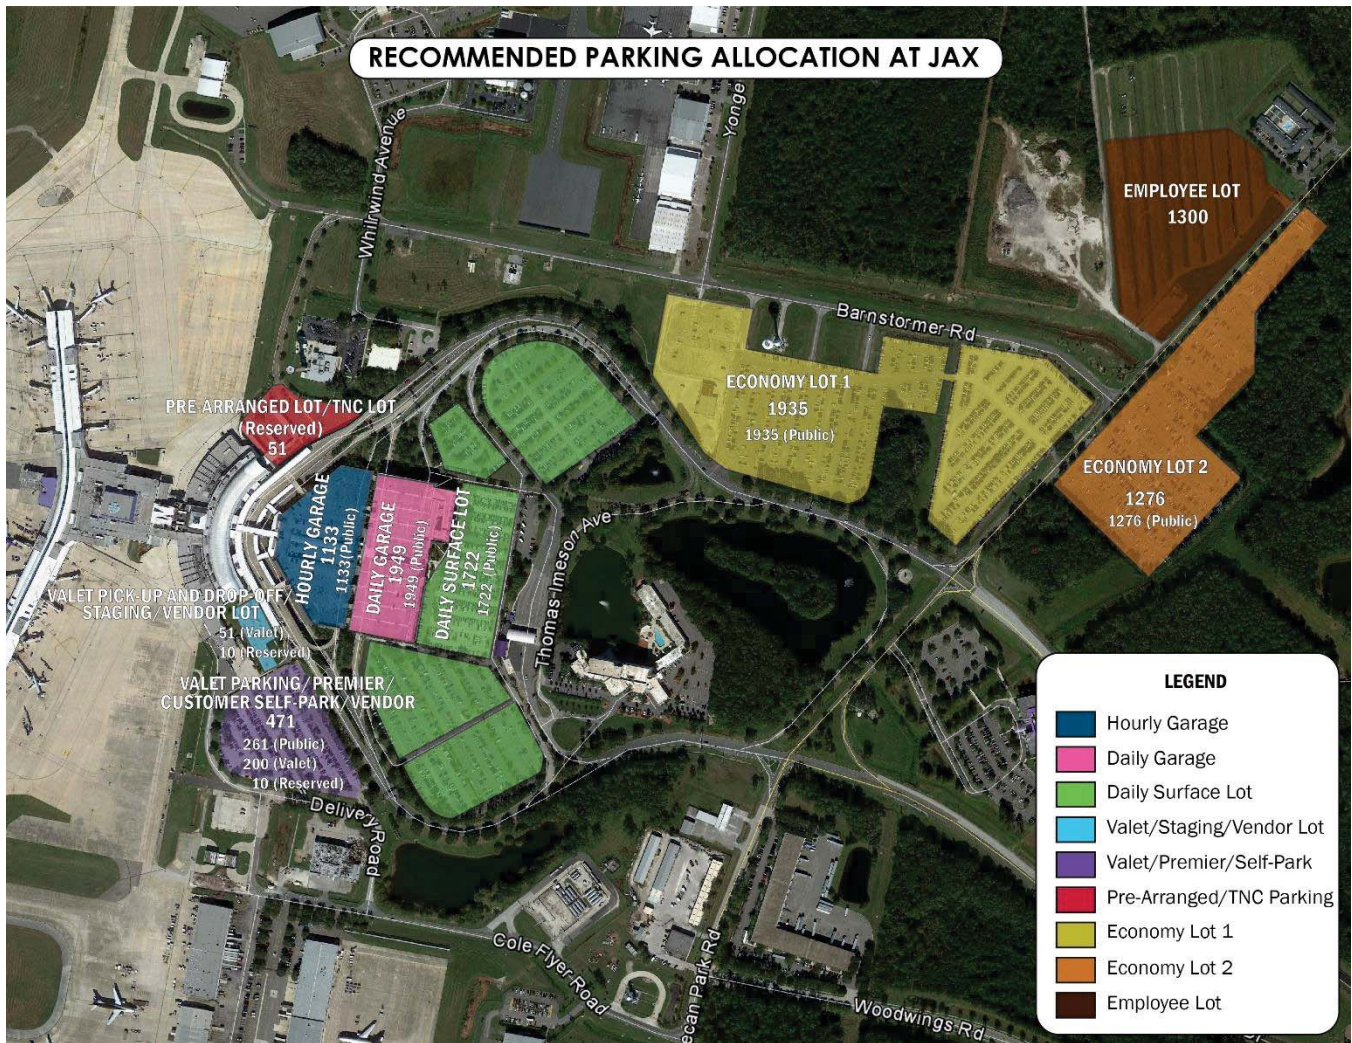 RECOMMENDED PARKING ALLOCATION AT JAX
Whilrwind Avenue
Yonge
EMPLOYEE LOT
1300
Barnstormer Rd
ECONOMY LOT 1
1935
1935 (Public)
PRE-ARRANGED LOT/TNC LOT
(Reserved)
51
ECONOMY LOT 2
1276
1276 (Public)
HOURLY GARAGE
1133
1133(Public)
DAILY GARAGE
1949
1949 (Public)
DAILY SURFACE LOT
1722
1722 (Public)
Thomas-Imeson Ave
VALET PICK-UP AND DROP-OFF/
STAGING/VENDOR LOT
51 (Valet)
10 (Reserved)
VALET PARKING/PREMIER/
CUSTOMER SELF-PARK/VENDOR
471
261 (Public)
200 (Valet)
10 (Reserved)
Delivery Road
Cole Flyer Road
ecan Park Rd
Woodwings Rd
LEGEND
Hourly Garage
Daily Garage
Daily Surface Lot
Valet/Staging/Vendor Lot
Valet/Premier/Self-Park
Pre-Arranged/TNC Parking
Economy Lot 1
Economy Lot 2
Employee Lot